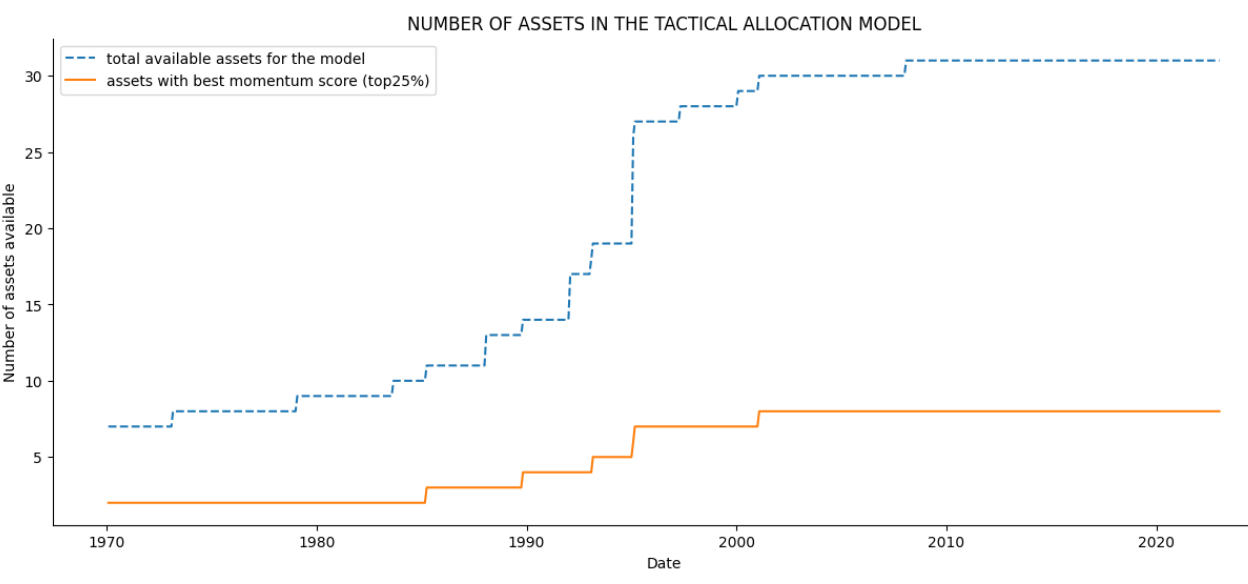 NUMBER OF ASSETS IN THE TACTICAL ALLOCATION MODEL
total available assets for the model
assets with best momentum score (top25%)
Number of assets available
30
25
20
15
10
5
1970 1980 1990 2000 2010 2020
Date